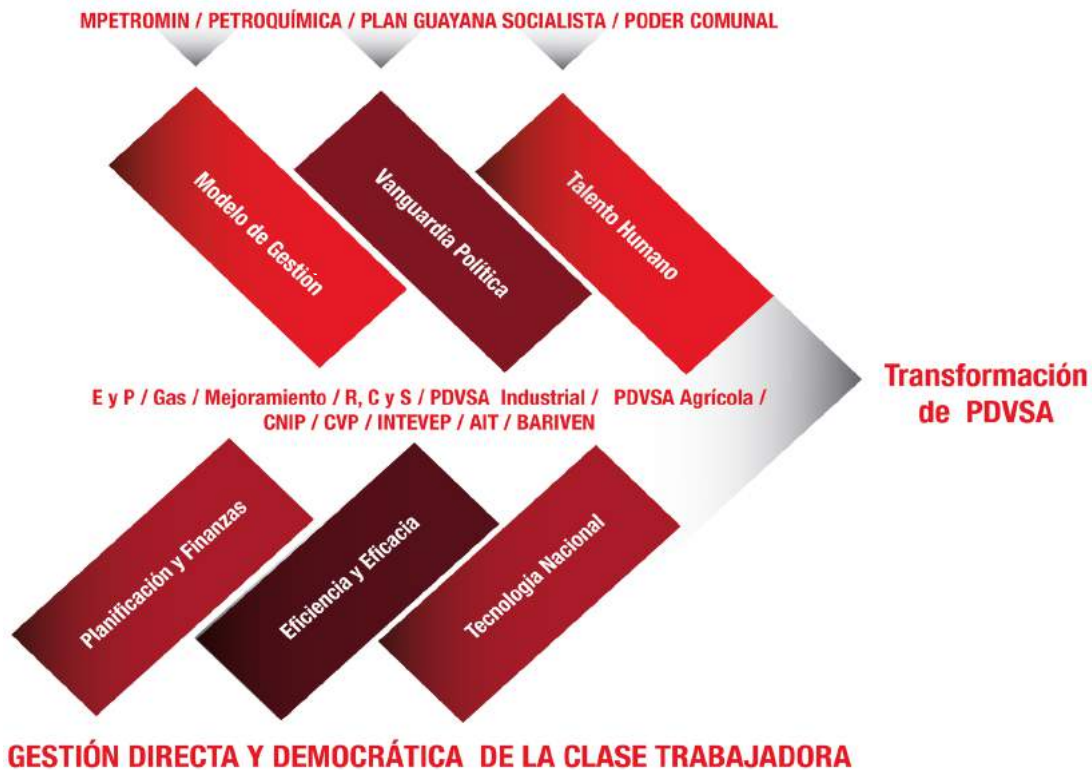 MPETROMIN / PETROQUÍMICA / PLAN GUAYANA SOCIALISTA / PODER COMUNAL
Modelo de Gestión
Vanguardia Política
Talento Humano
E y P / Gas / Mejoramiento / R, C y S / PDVSA Industrial / PDVSA Agrícola /
CNIP / CVP / INTEVEP / AIT / BARIVEN
Transformación
de PDVSA
Planificación y Finanzas
Eficiencia y Eficacia
Tecnología Nacional
GESTIÓN DIRECTA Y DEMOCRÁTICA DE LA CLASE TRABAJADORA